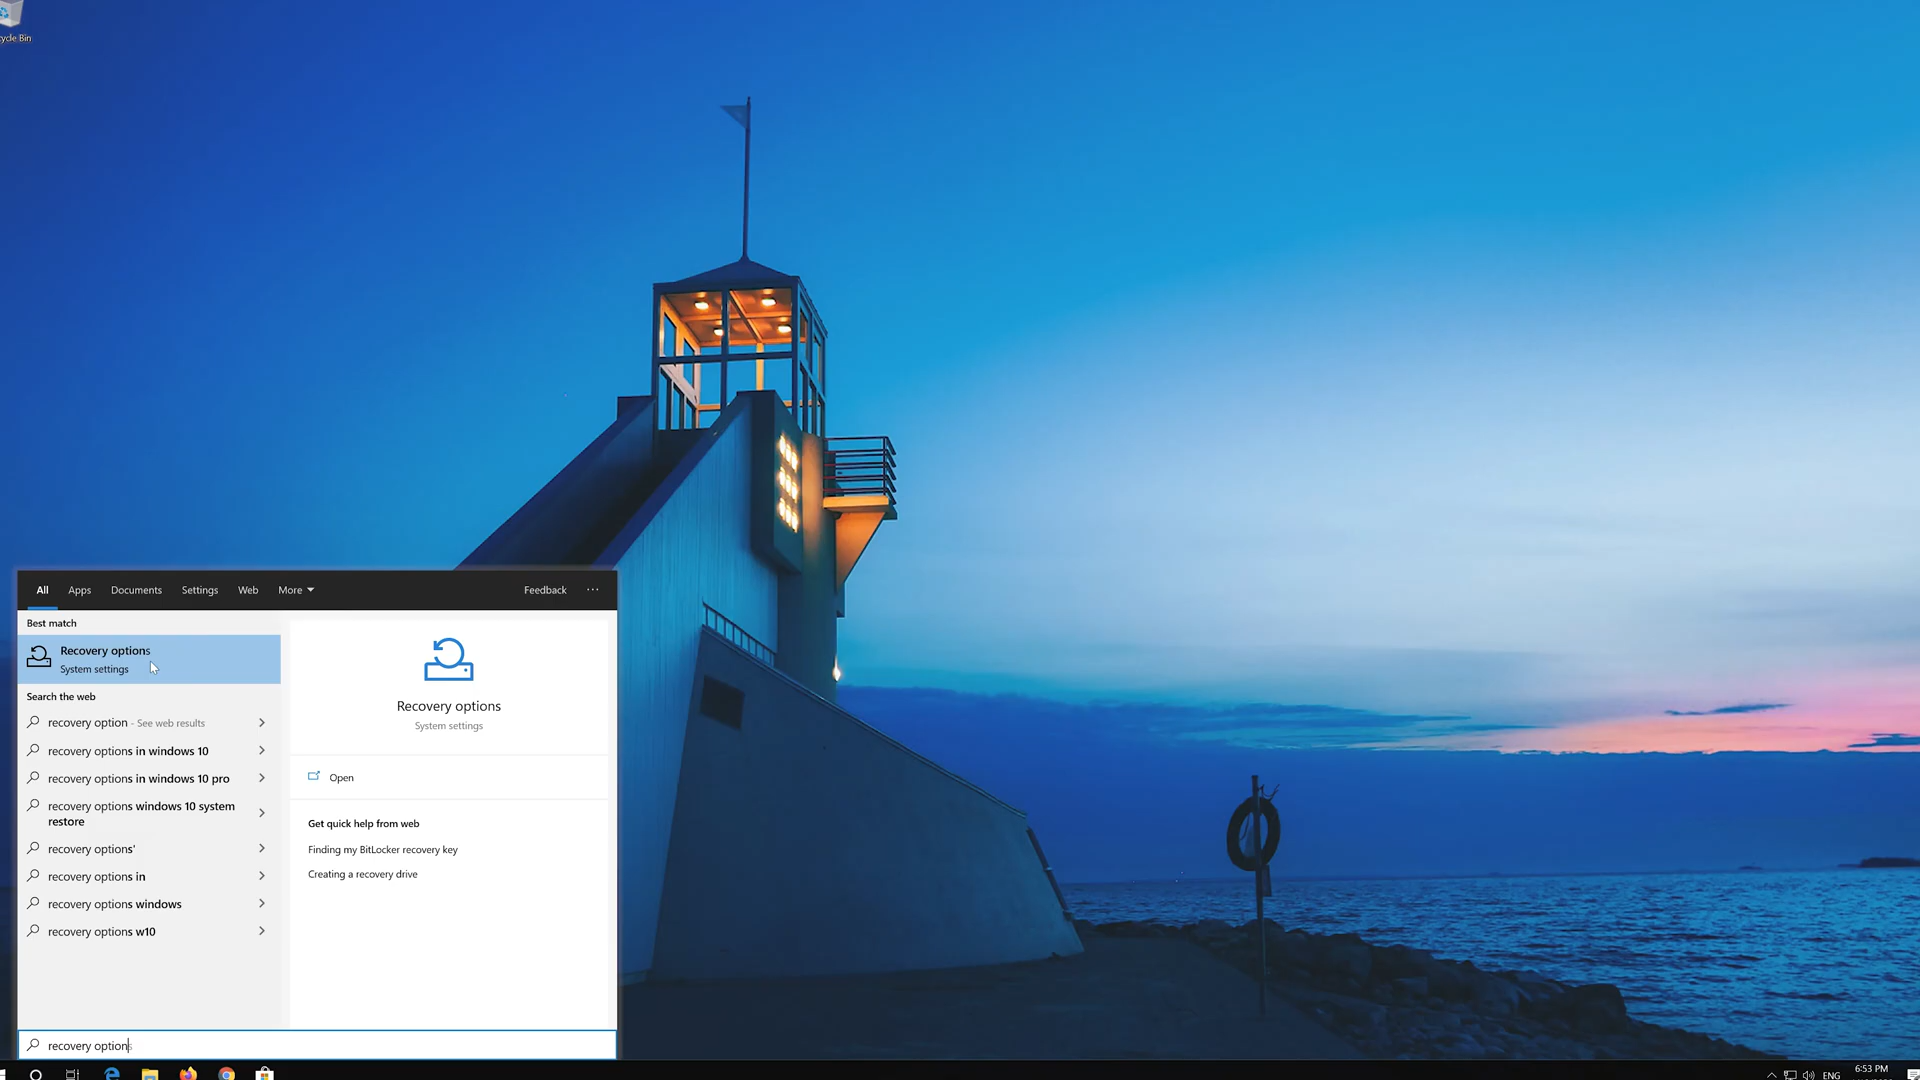 cycle Bin
All Apps Documents Settings Web More Feedback ...
Best match
Recovery options
System settings
Search the web
recovery option - See web results
recovery options in windows 10
recovery options in windows 10 pro
recovery options windows 10 system
restore
recovery options'
recovery options in
recovery options windows
recovery options w10
Recovery options
System settings
Open
Get quick help from web
Finding my BitLocker recovery key
Creating a recovery drive
recovery options
ENG
6:53 PM